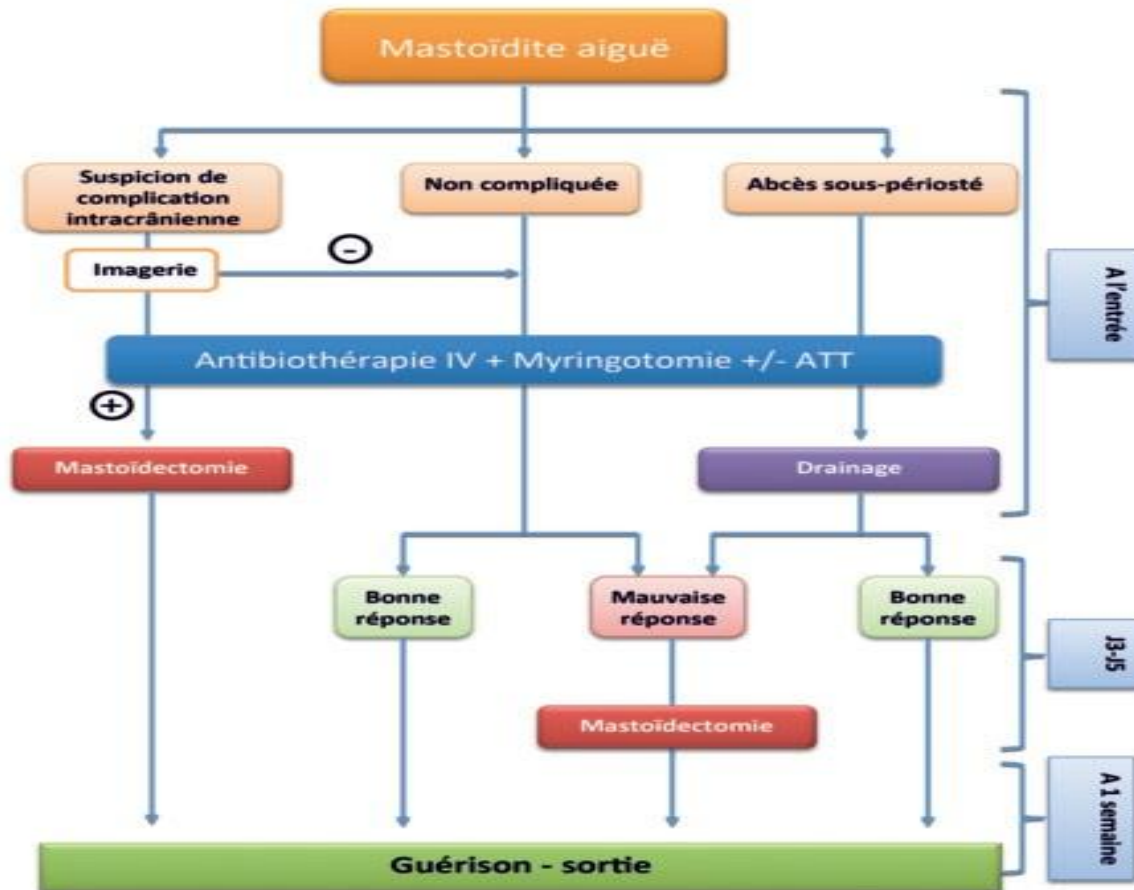 Mastoïdite aiguë
Suspicion de
complication
intracrânienne
Non compliquée
Abcès sous-périosté
Imagerie
-
A l'entrée
Antibiothérapie IV + Myringotomie +/- ATT
+
Mastoïdectomie
Drainage
Bonne
réponse
Mauvaise
réponse
Bonne
réponse
J3-J5
Mastoïdectomie
A 1 semaine
Guérison - sortie